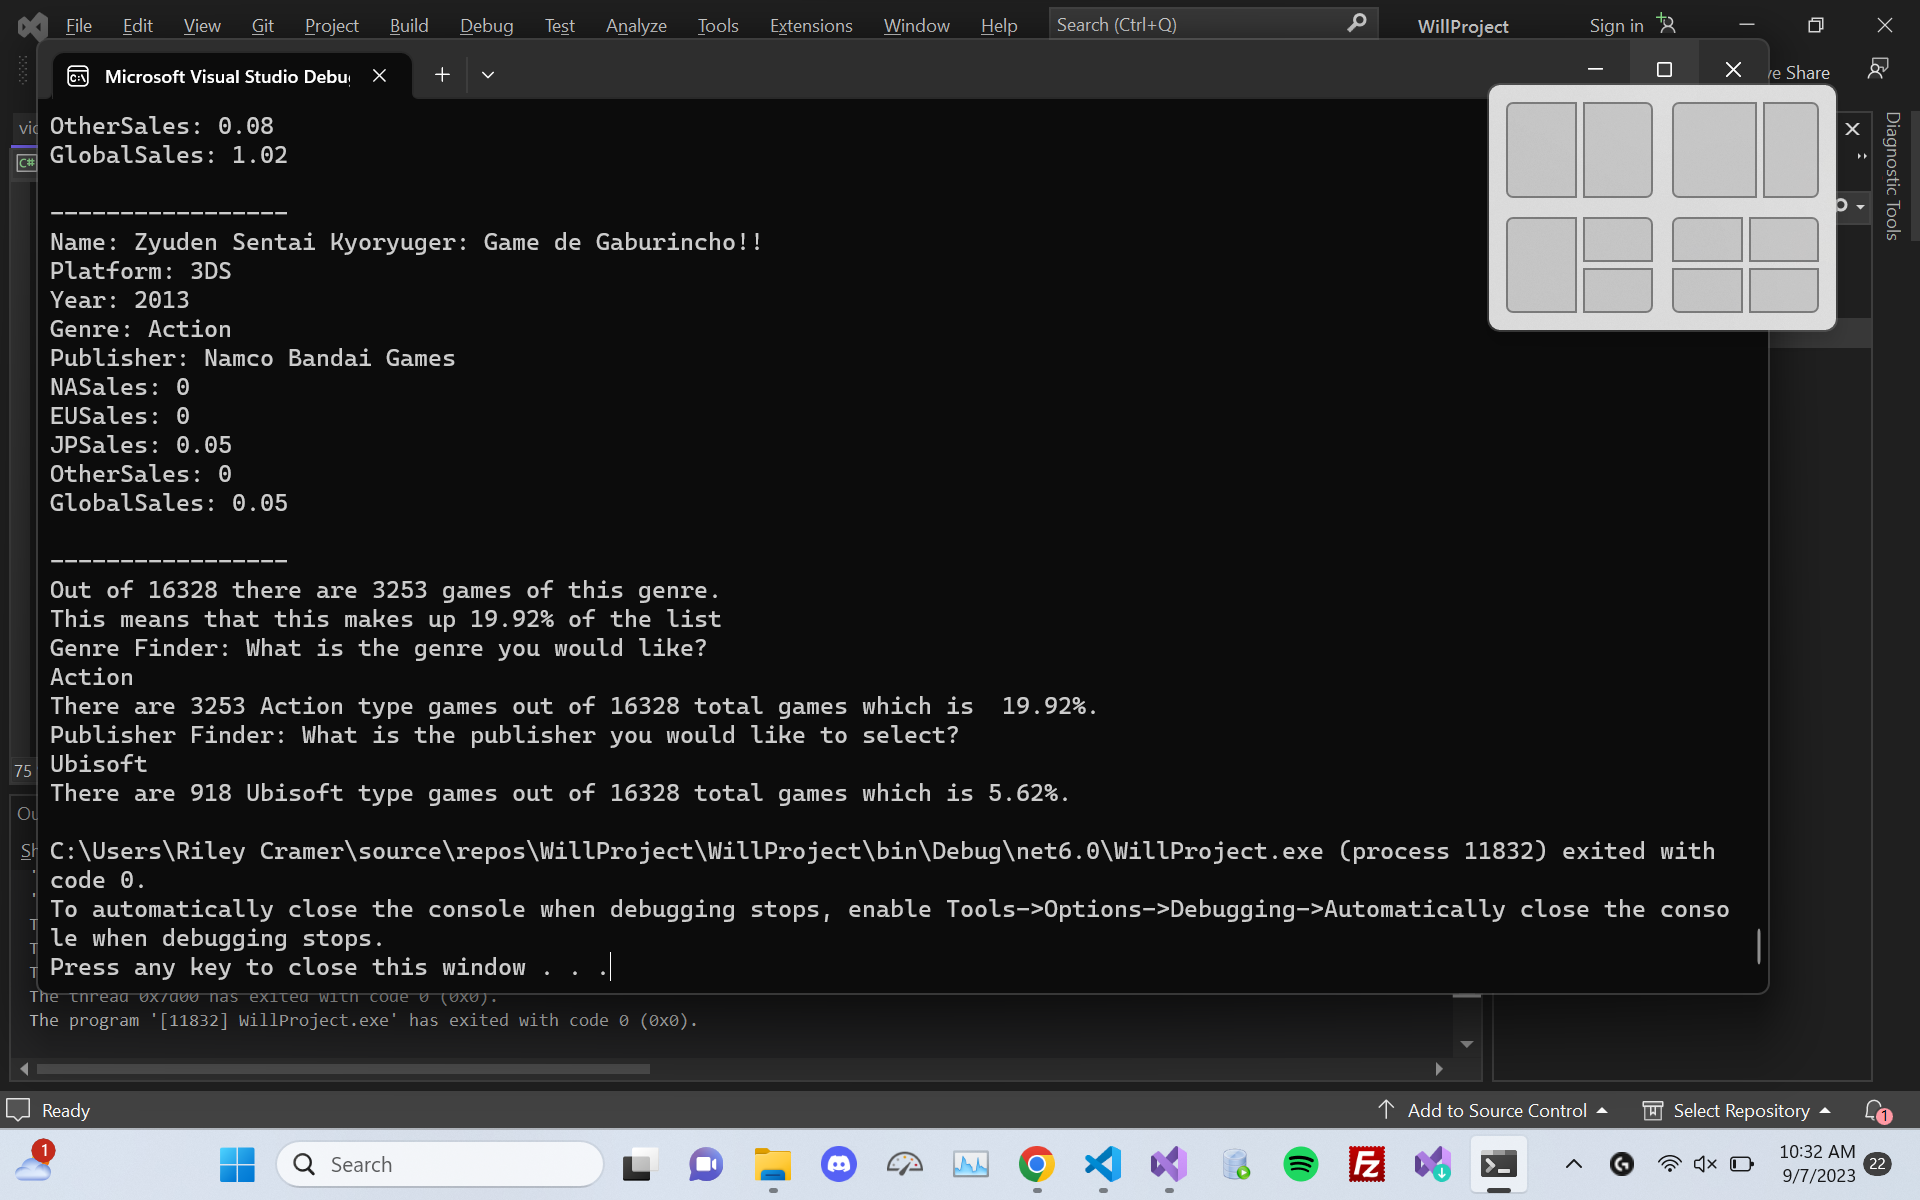 File Edit View Git Project Build Debug Test Analyze Tools Extensions Window Help Search (Ctrl+Q) WillProject Sign in
Microsoft Visual Studio Debu
Share
C#
OtherSales: 0.08
GlobalSales: 1.02
-----------------
Name: Zyuden Sentai Kyoryuger: Game de Gaburincho!!
Platform: 3DS
Year: 2013
Genre: Action
Publisher: Namco Bandai Games
NASales: 0
EUSales: 0
JPSales: 0.05
OtherSales: 0
GlobalSales: 0.05
-----------------
Out of 16328 there are 3253 games of this genre.
This means that this makes up 19.92% of the list
Genre Finder: What is the genre you would like?
Action
There are 3253 Action type games out of 16328 total games which is  19.92%.
Publisher Finder: What is the publisher you would like to select?
Ubisoft
There are 918 Ubisoft type games out of 16328 total games which is 5.62%.
C:\Users\Riley Cramer\source\repos\WillProject\WillProject\bin\Debug\net6.0\WillProject.exe (process 11832) exited with
code 0.
To automatically close the console when debugging stops, enable Tools->Options->Debugging->Automatically close the conso
le when debugging stops.
Press any key to close this window . . .
Diagnostic Tools
75
The thread 0x7d00 has exited with code 0 (0x0).
The program '[11832] WillProject.exe' has exited with code 0 (0x0).
Ready Add to Source Control Select Repository 1
1 Search 10:32 AM 22
9/7/2023